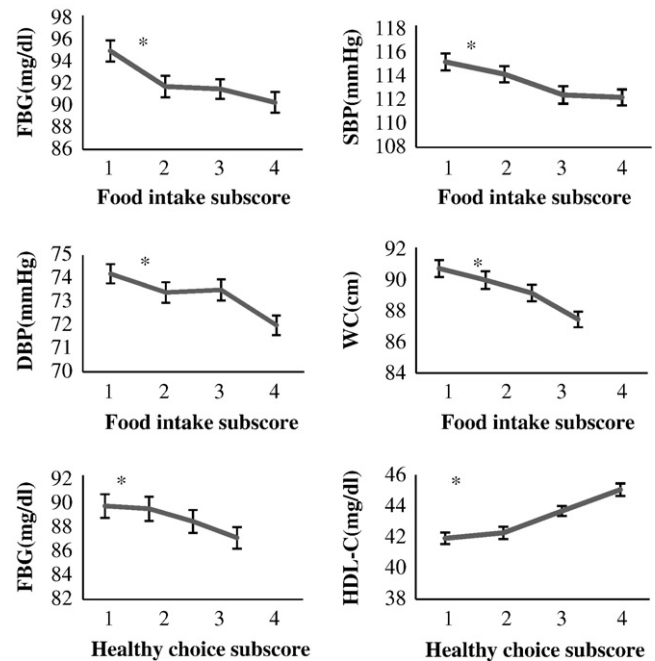 FBG(mg/dl)
98
96
94
92
90
88
86
*
1 2 3 4
Food intake subscore
SBP(mmHg)
118
116
114
112
110
108
*
1 2 3 4
Food intake subscore
DBP(mmHg)
75
74
73
72
71
70
*
1 2 3 4
Food intake subscore
WC(cm)
92
90
88
86
84
*
1 2 3 4
Food intake subscore
FBG(mg/dl)
92
90
88
86
84
82
*
1 2 3 4
Healthy choice subscore
HDL-C(mg/dl)
46
44
42
40
38
*
1 2 3 4
Healthy choice subscore